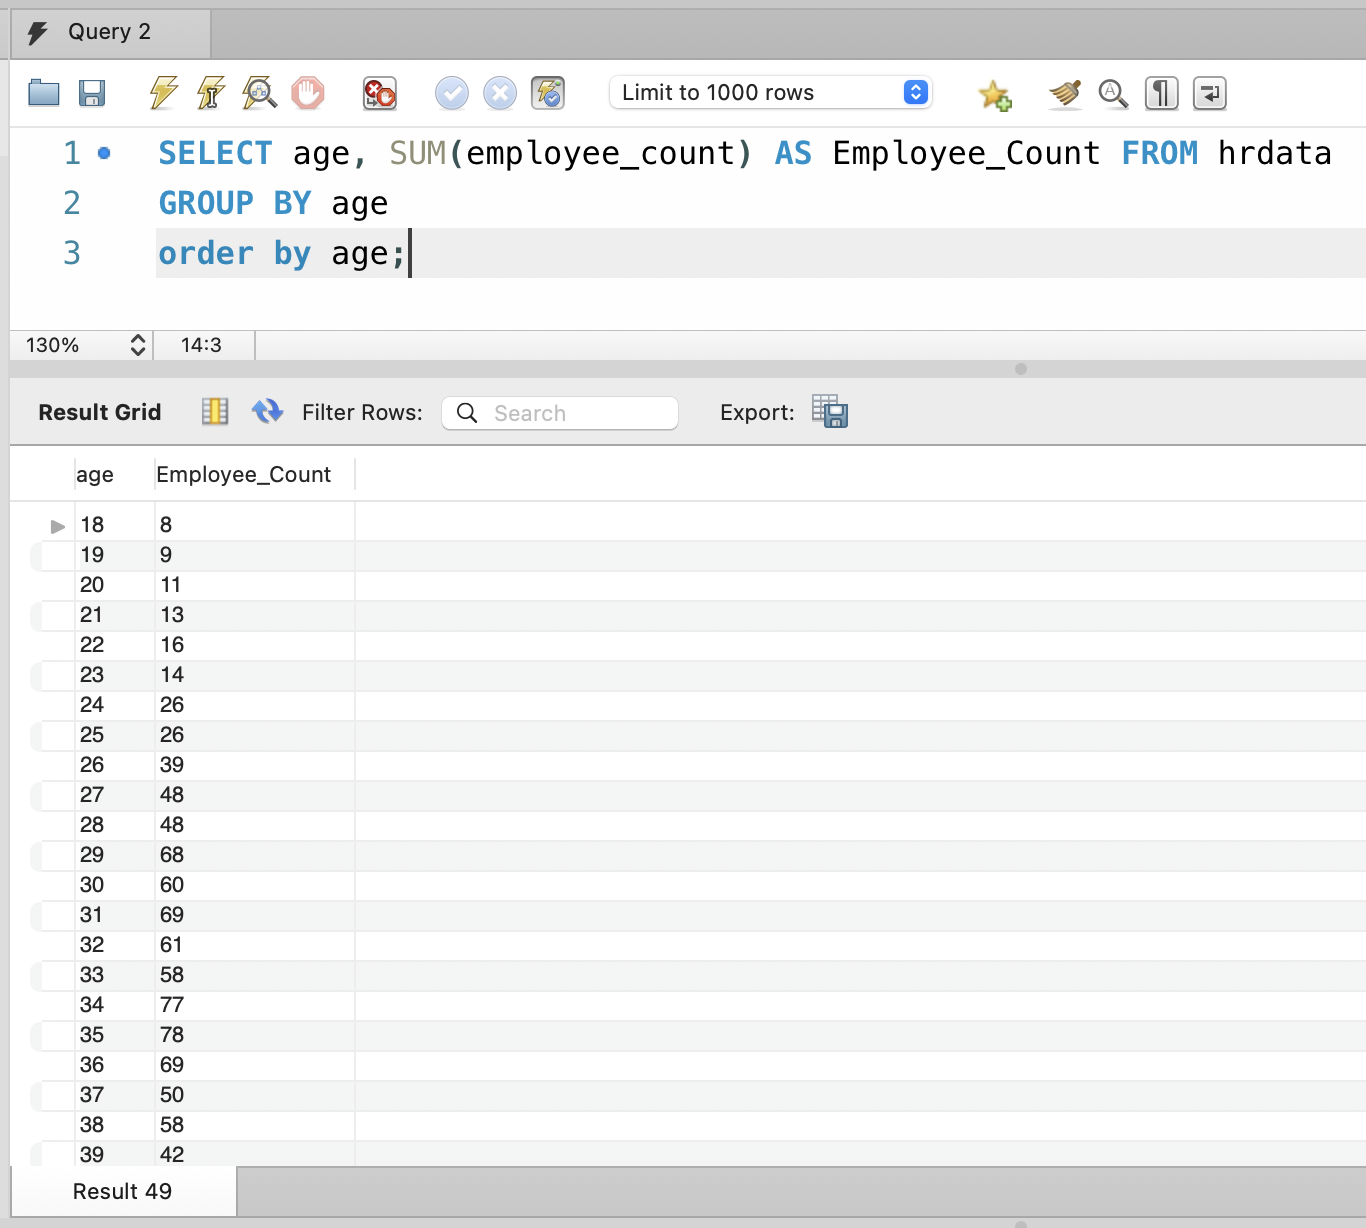 Query 2
Limit to 1000 rows
1 SELECT age, SUM(employee_count) AS Employee_Count FROM hrdata
2 GROUP BY age
3 order by age;
130% 14:3
Result Grid Filter Rows: Search Export:
age Employee_Count
18 8
19 9
20 11
21 13
22 16
23 14
24 26
25 26
26 39
27 48
28 48
29 68
30 60
31 69
32 61
33 58
34 77
35 78
36 69
37 50
38 58
39 42
Result 49